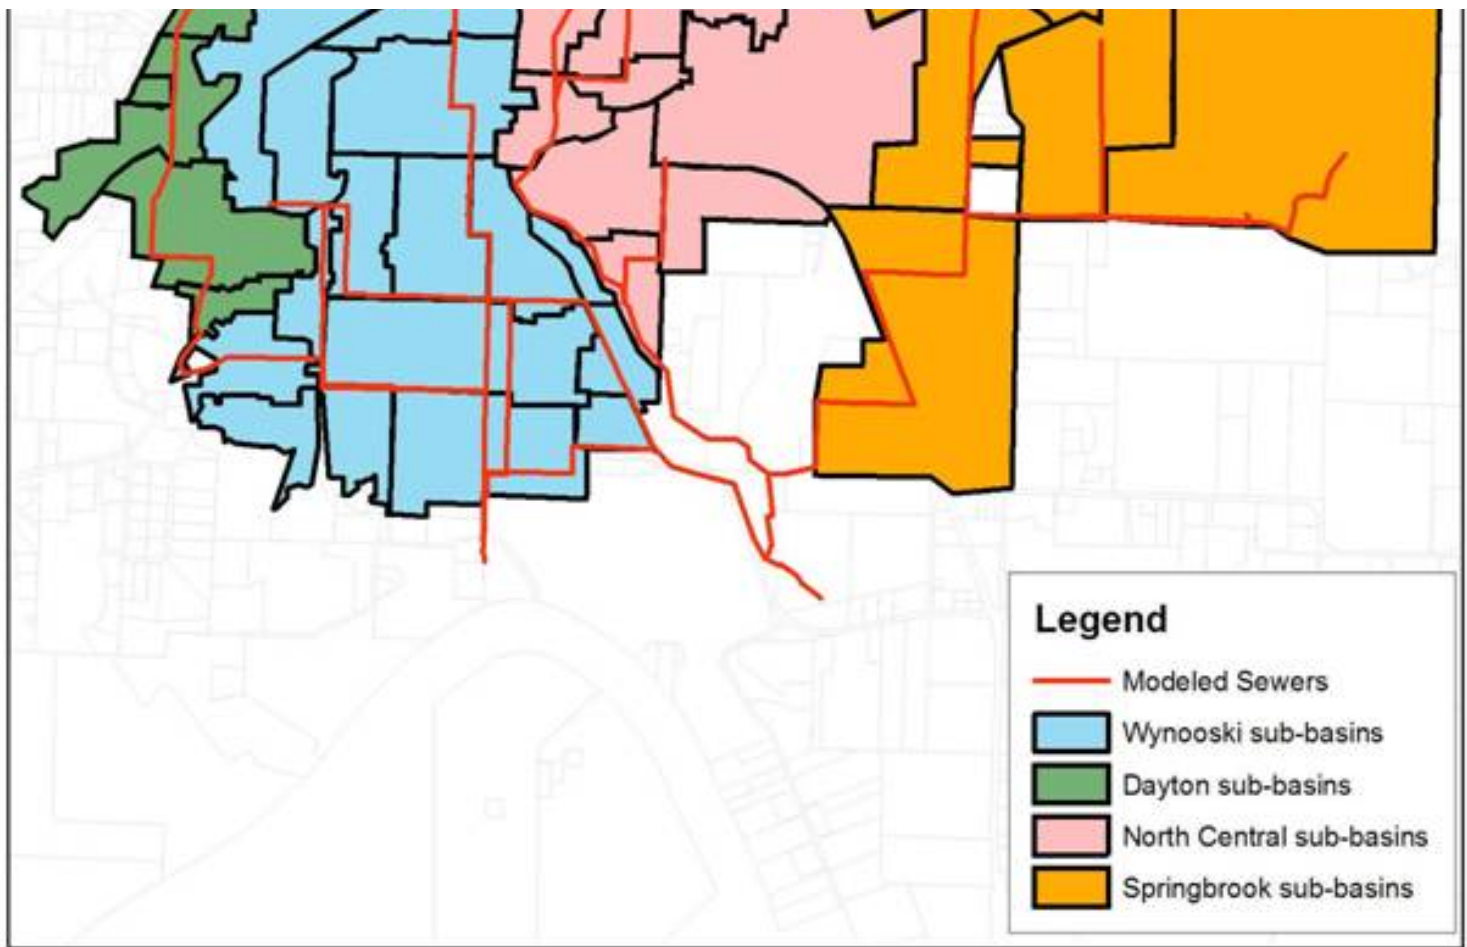 Legend
Modeled Sewers
Wynooski sub-basins
Dayton sub-basins
North Central sub-basins
Springbrook sub-basins